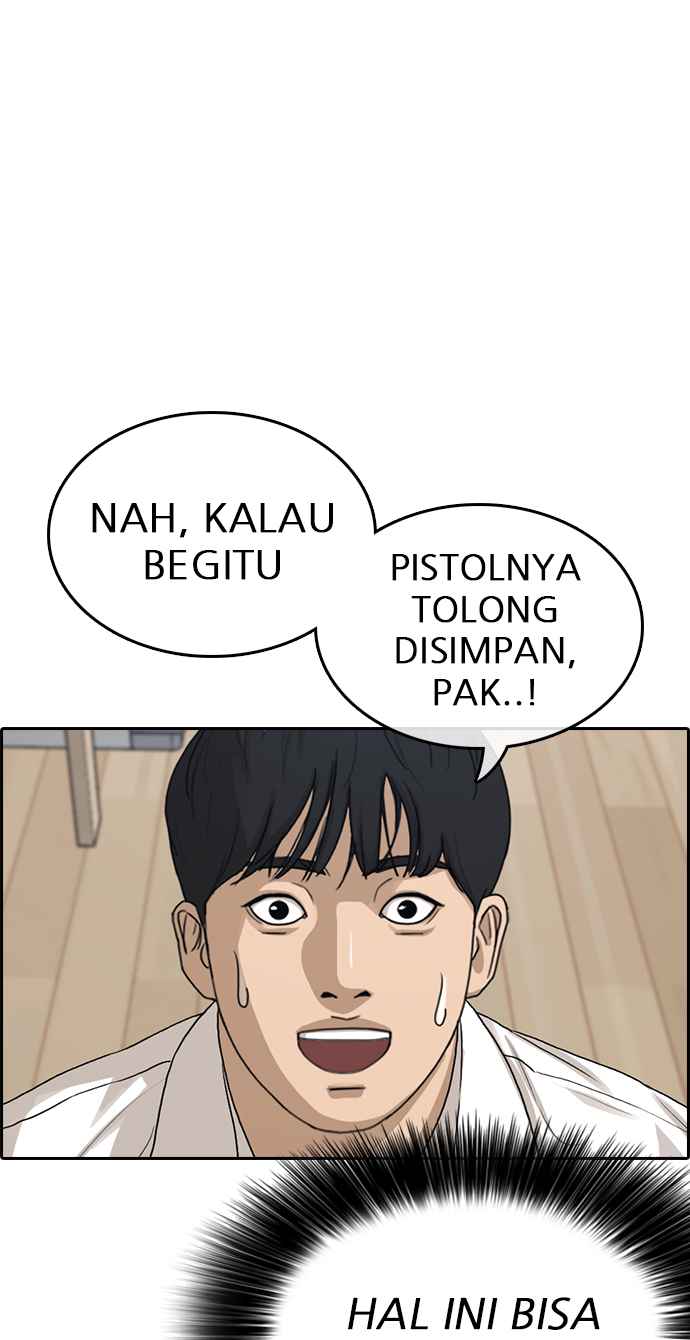 NAH, KALAU
BEGITU
PISTOLNYA
TOLONG
DISIMPAN,
PAK..!
HAL INI BISA